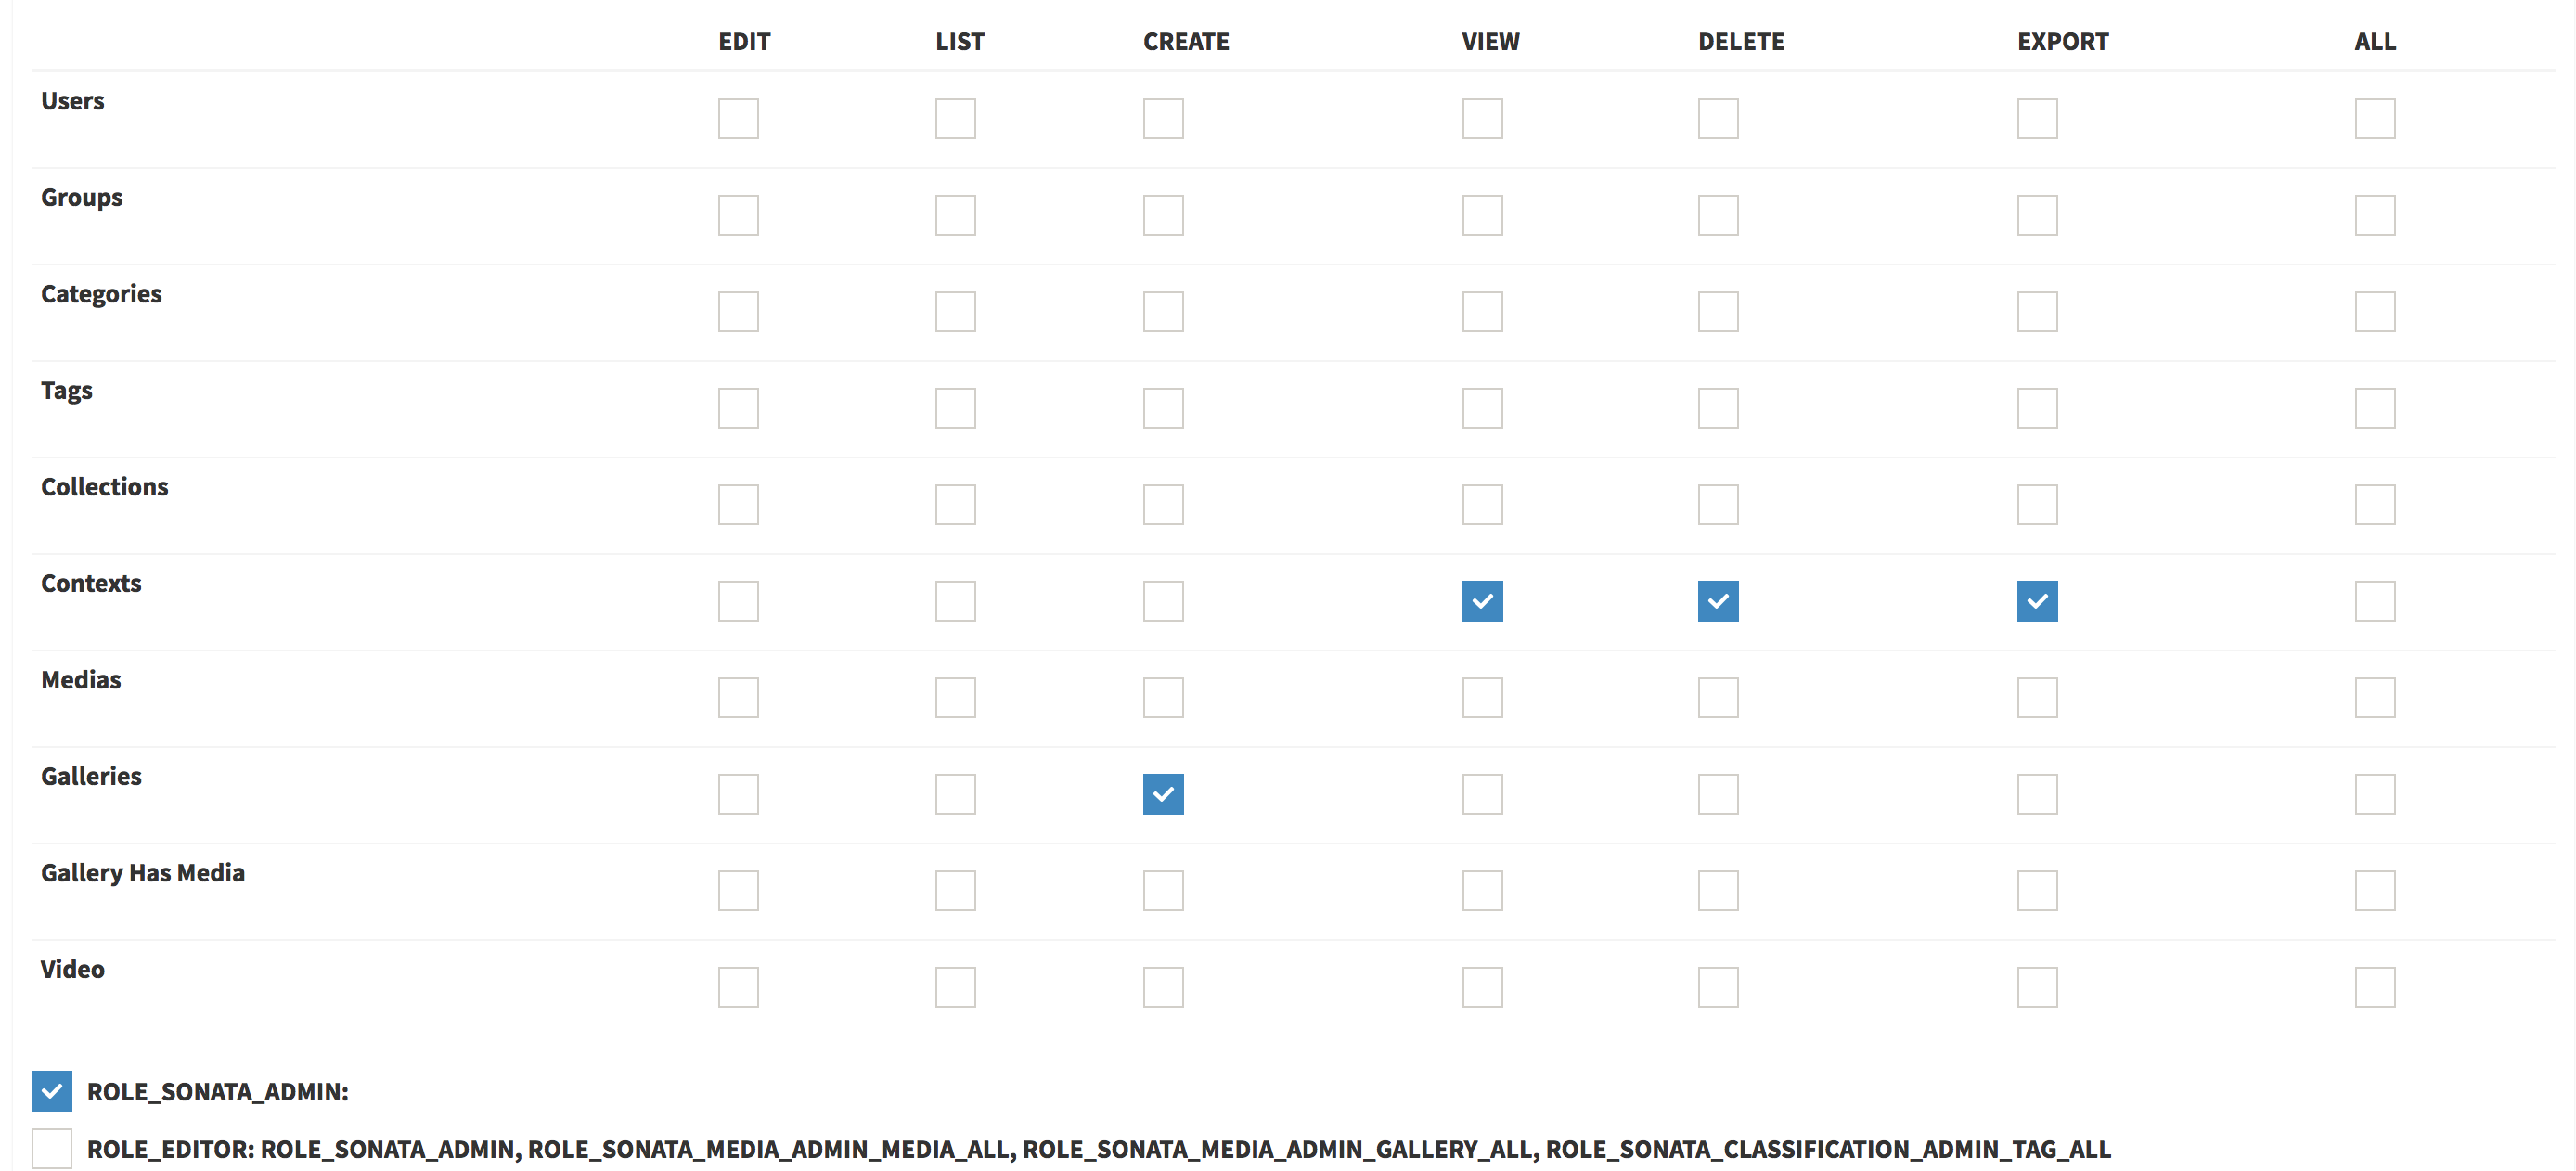 EDIT LIST CREATE VIEW DELETE EXPORT ALL
Users
Groups
Categories
Tags
Collections
Contexts
Medias
Galleries
Gallery Has Media
Video
ROLE_SONATA_ADMIN:
ROLE_EDITOR: ROLE_SONATA_ADMIN, ROLE_SONATA_MEDIA_ADMIN_MEDIA_ALL, ROLE_SONATA_MEDIA_ADMIN_GALLERY_ALL, ROLE_SONATA_CLASSIFICATION_ADMIN_TAG_ALL